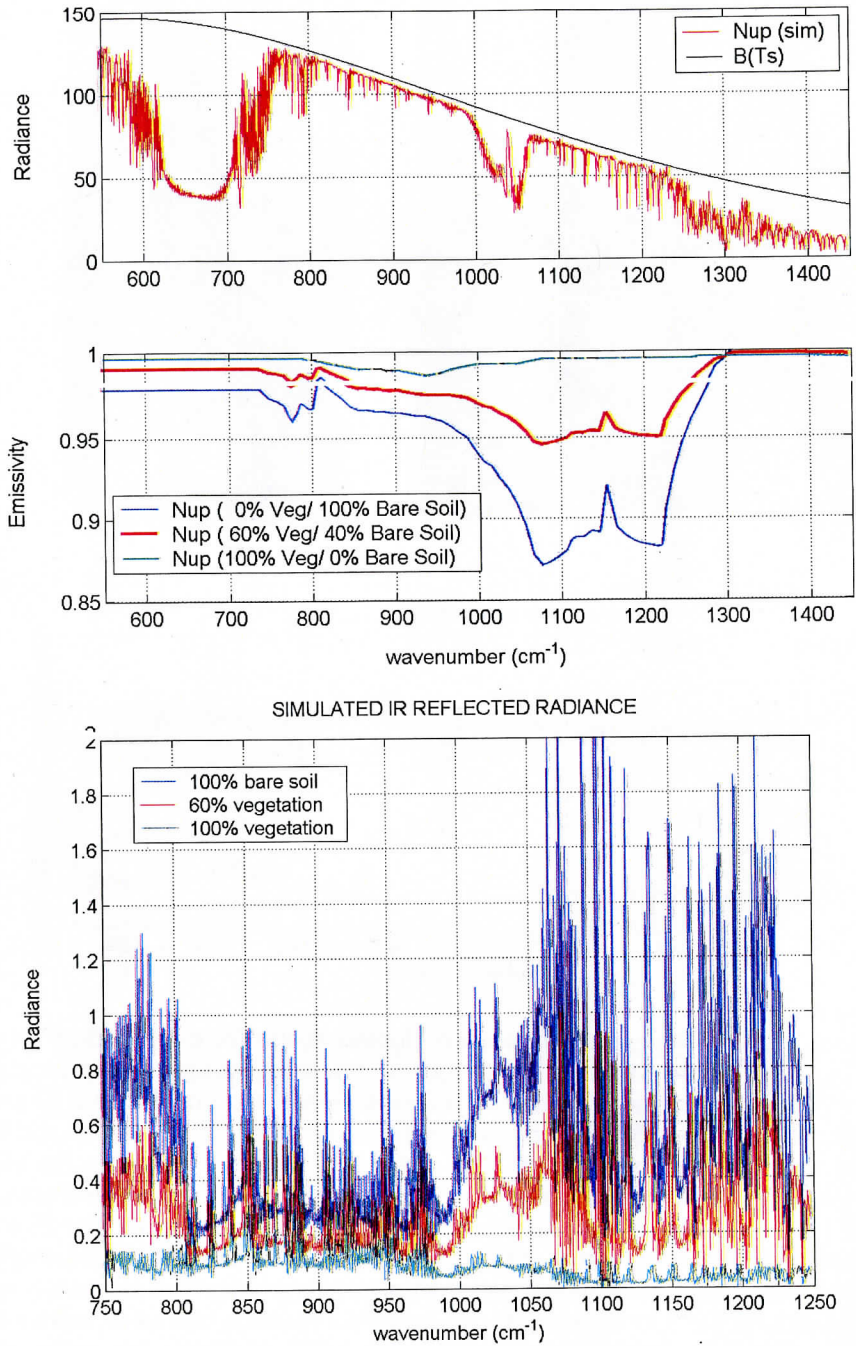 150
100
50
0
Radiance
Nup (sim)
B(Ts)
600 700 800 900 1000 1100 1200 1300 1400
1
0.95
0.9
0.85
Emissivity
Nup ( 0% Veg/ 100% Bare Soil)
Nup ( 60% Veg/ 40% Bare Soil)
Nup (100% Veg/ 0% Bare Soil)
600 700 800 900 1000 1100 1200 1300 1400
wavenumber (cm-1)
SIMULATED IR REFLECTED RADIANCE
2
1.8
1.6
1.4
1.2
1
0.8
0.6
0.4
0.2
0
Radiance
100% bare soil
60% vegetation
100% vegetation
750 800 850 900 950 1000 1050 1100 1150 1200 1250
wavenumber (cm-1)